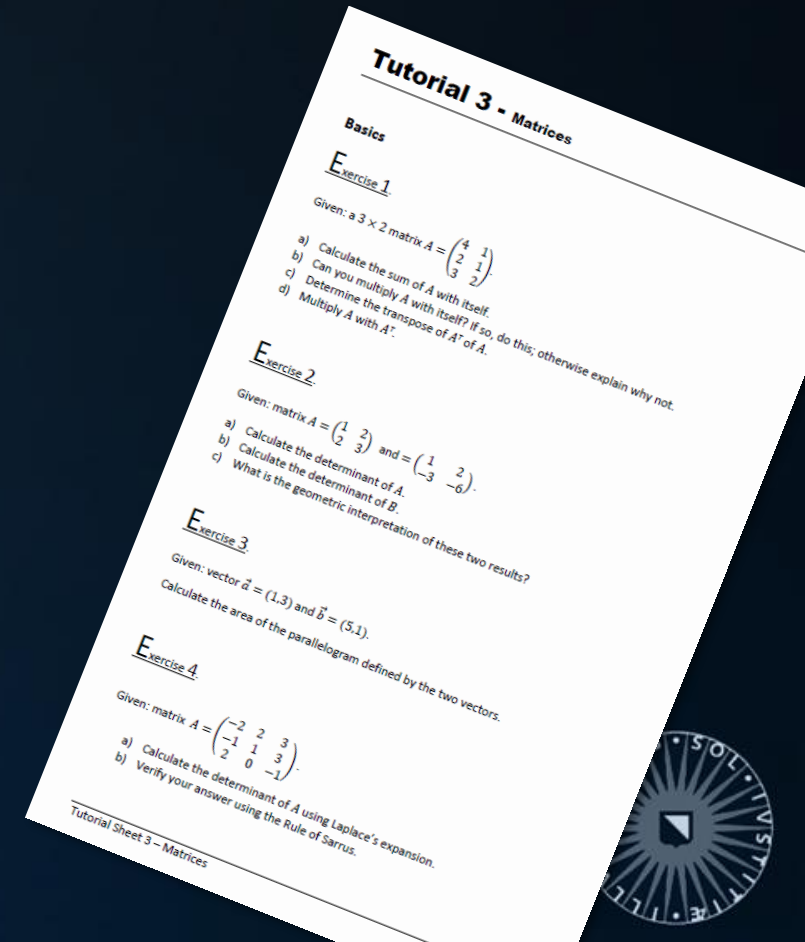 Tutorial 3 - Matrices
Basics
Exercise 1.
Given: a 3 × 2 matrix A = (4 1; 2 1; 3 2).
a) Calculate the sum of A with itself.
b) Can you multiply A with itself? If so, do this; otherwise explain why not.
c) Determine the transpose of Aᵀ of A.
d) Multiply A with Aᵀ.
Exercise 2.
Given: matrix A = (1 2; 2 3) and = (1 2; −3 −6).
a) Calculate the determinant of A.
b) Calculate the determinant of B.
c) What is the geometric interpretation of these two results?
Exercise 3.
Given: vector a⃗ = (1,3) and b⃗ = (5,1).
Calculate the area of the parallelogram defined by the two vectors.
Exercise 4.
Given: matrix A = (−2 2 3; −1 1 3; 2 0 −1).
a) Calculate the determinant of A using Laplace's expansion.
b) Verify your answer using the Rule of Sarrus.
Tutorial Sheet 3 – Matrices
SOL • IVSTITIÆ • ILL